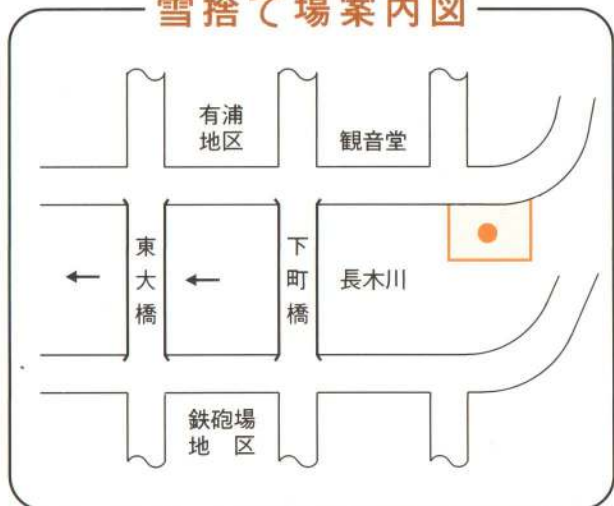 雪捨て場案内図
有浦
地区
観音堂
東大橋
下町橋
長木川
鉄砲場
地区